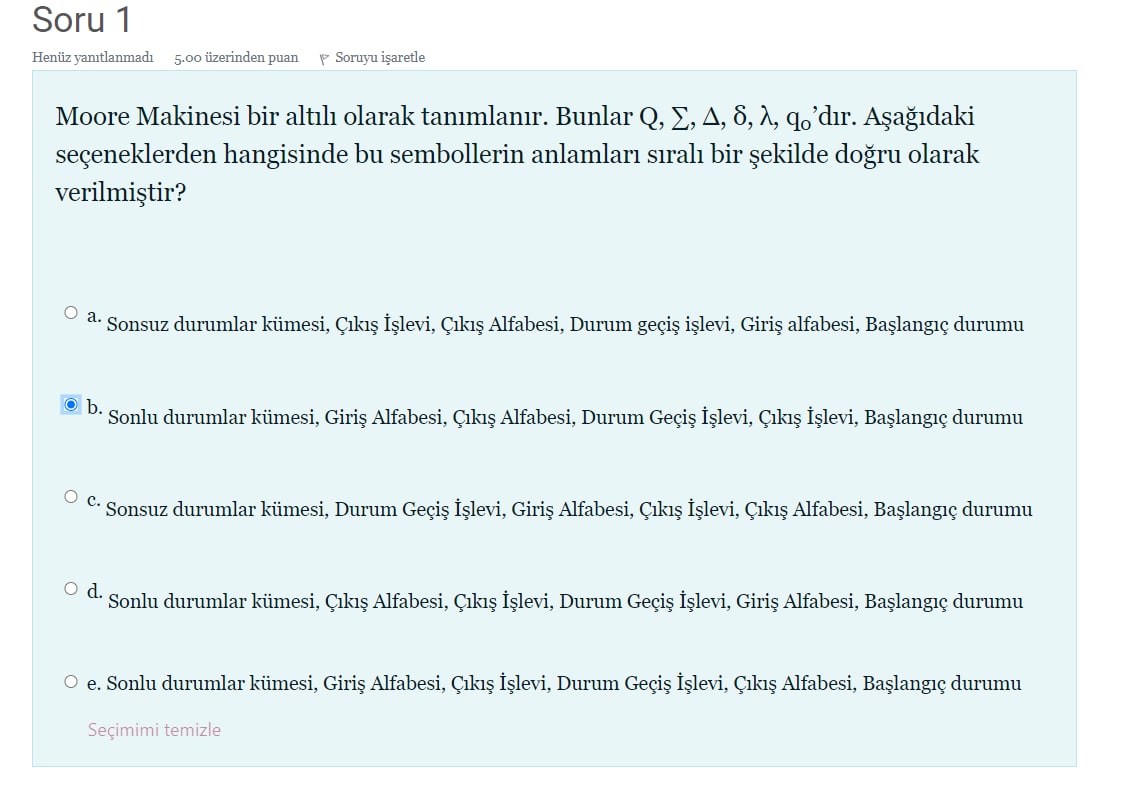 Soru 1
Henüz yanıtlanmadı 5.00 üzerinden puan Soruyu işaretle
Moore Makinesi bir altılı olarak tanımlanır. Bunlar Q, ∑, Δ, δ, λ, q₀’dır. Aşağıdaki
seçeneklerden hangisinde bu sembollerin anlamları sıralı bir şekilde doğru olarak
verilmiştir?
a. Sonsuz durumlar kümesi, Çıkış İşlevi, Çıkış Alfabesi, Durum geçiş işlevi, Giriş alfabesi, Başlangıç durumu
b. Sonlu durumlar kümesi, Giriş Alfabesi, Çıkış Alfabesi, Durum Geçiş İşlevi, Çıkış İşlevi, Başlangıç durumu
c. Sonsuz durumlar kümesi, Durum Geçiş İşlevi, Giriş Alfabesi, Çıkış İşlevi, Çıkış Alfabesi, Başlangıç durumu
d. Sonlu durumlar kümesi, Çıkış Alfabesi, Çıkış İşlevi, Durum Geçiş İşlevi, Giriş Alfabesi, Başlangıç durumu
e. Sonlu durumlar kümesi, Giriş Alfabesi, Çıkış İşlevi, Durum Geçiş İşlevi, Çıkış Alfabesi, Başlangıç durumu
Seçimimi temizle